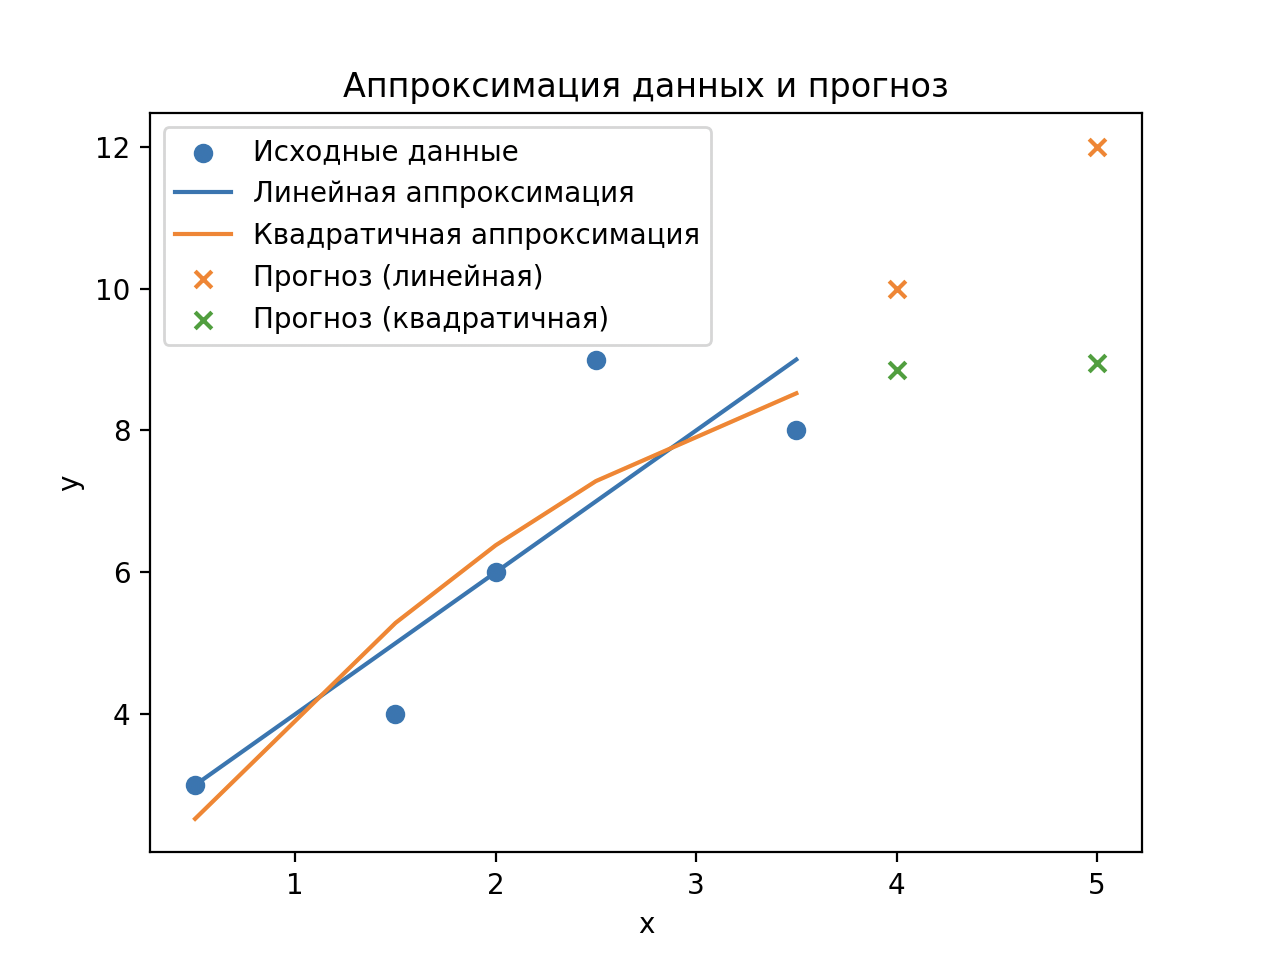 Аппроксимация данных и прогноз
Исходные данные
Линейная аппроксимация
Квадратичная аппроксимация
Прогноз (линейная)
Прогноз (квадратичная)
12
10
8
6
4
y
1 2 3 4 5
x